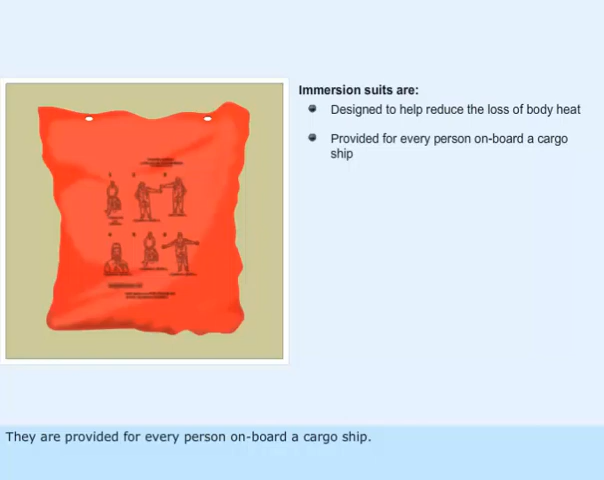 Immersion suits are:
Designed to help reduce the loss of body heat
Provided for every person on-board a cargo
ship
They are provided for every person on-board a cargo ship.